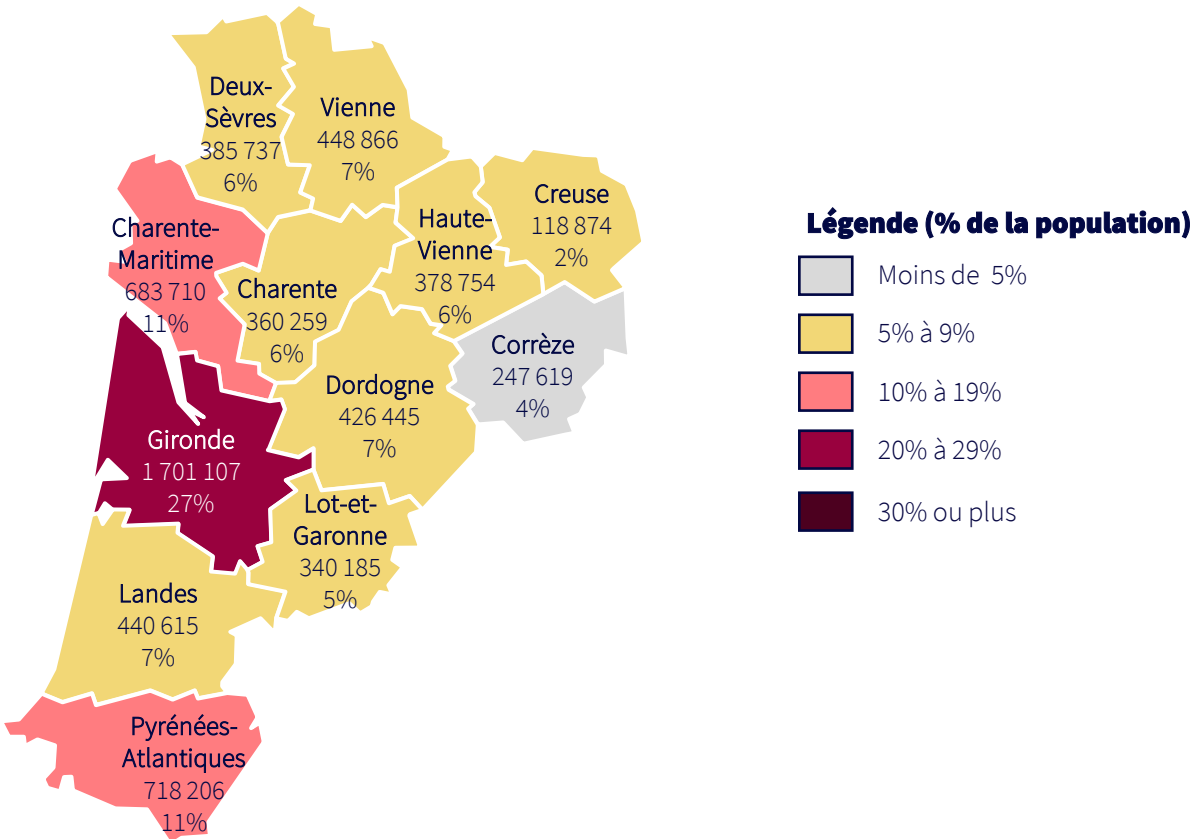 Deux-
Sèvres
385 737
6%
Vienne
448 866
7%
Creuse
118 874
2%
Haute-
Vienne
378 754
6%
Charente-
Maritime
683 710
11%
Charente
360 259
6%
Corrèze
247 619
4%
Dordogne
426 445
7%
Gironde
1 701 107
27%
Lot-et-
Garonne
340 185
5%
Landes
440 615
7%
Pyrénées-
Atlantiques
718 206
11%
Légende (% de la population)
Moins de  5%
5% à 9%
10% à 19%
20% à 29%
30% ou plus